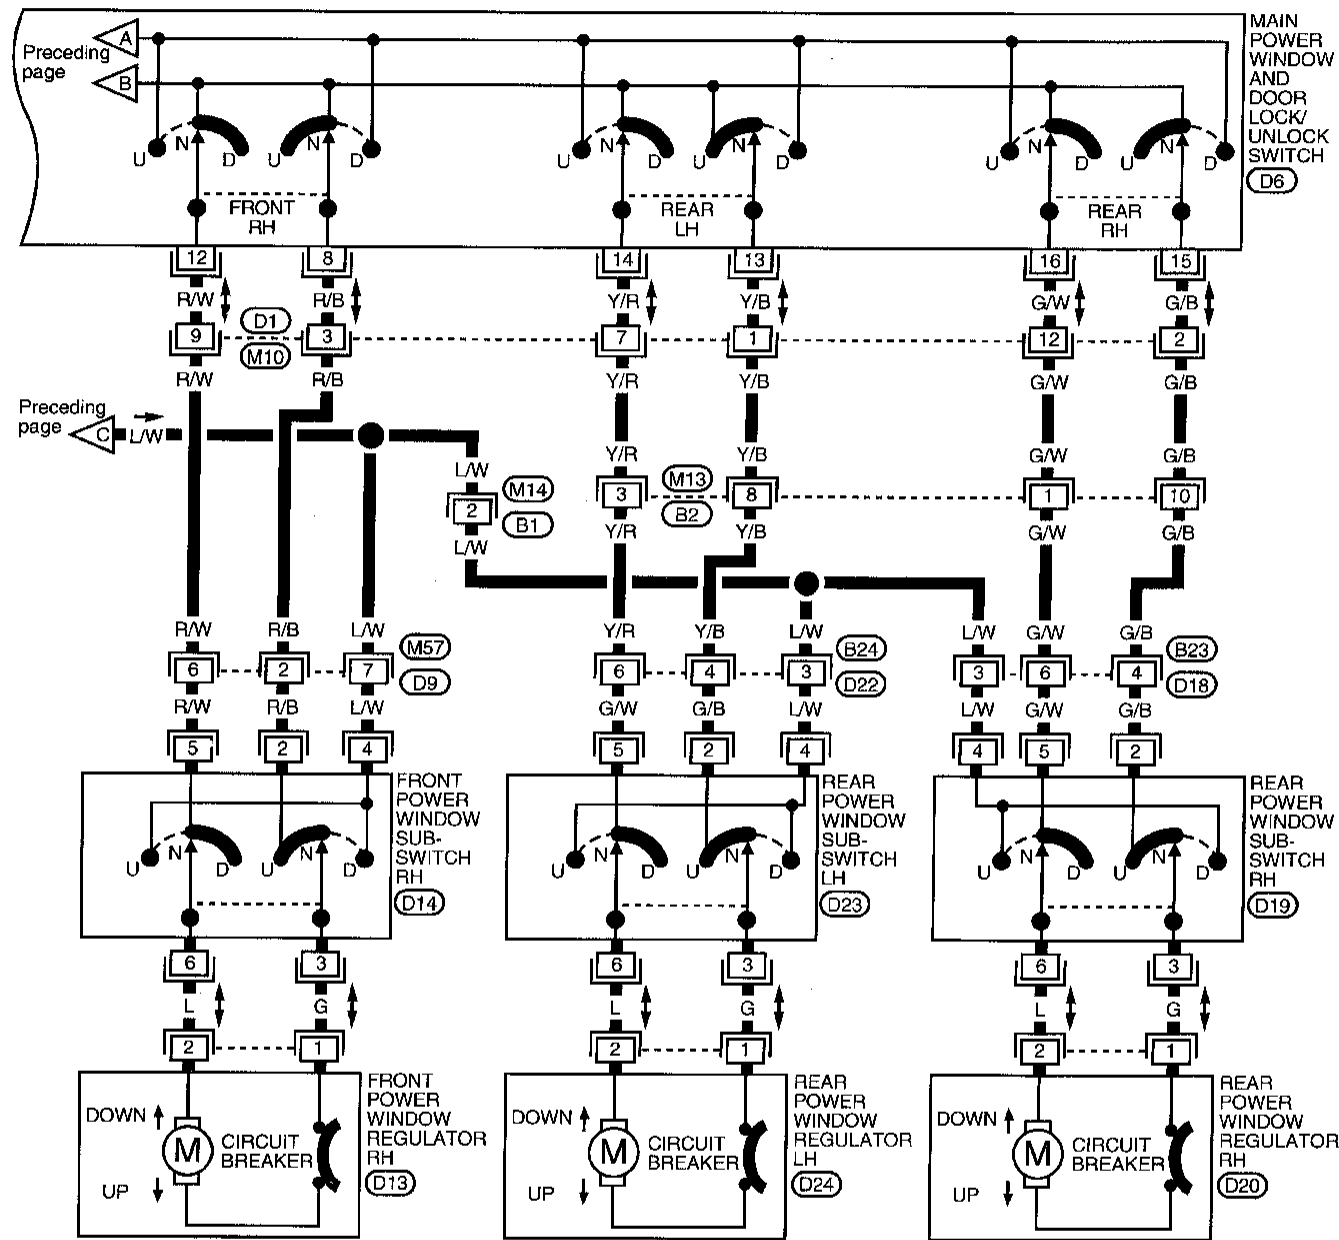 MAIN
POWER
WINDOW
AND
DOOR
LOCK/
UNLOCK
SWITCH
D6
Preceding
page
A
B
U N D U N D U N D U N D U N D U N D
FRONT
RH
REAR
LH
REAR
RH
12 8 14 13 16 15
R/W R/B Y/R Y/B G/W G/B
D1
9 3 7 1 12 2
M10
R/W R/B Y/R Y/B G/W G/B
Preceding
page
C L/W
Y/R Y/B G/W G/B
L/W
M14
2
B1
L/W
M13
3 8 1 10
B2
Y/R Y/B G/W G/B
R/W R/B L/W Y/R Y/B L/W L/W G/W G/B
M57 B24 B23
6 2 7 6 4 3 3 6 4
D9 D22 D18
R/W R/B L/W G/W G/B L/W L/W G/W G/B
5 2 4 5 2 4 4 5 2
FRONT
POWER
WINDOW
SUB-
SWITCH
RH
D14
REAR
POWER
WINDOW
SUB-
SWITCH
LH
D23
REAR
POWER
WINDOW
SUB-
SWITCH
RH
D19
U N D U N D U N D U N D U N D U N D
6 3 6 3 6 3
L G L G L G
2 1 2 1 2 1
DOWN
M
UP
CIRCUIT
BREAKER
FRONT
POWER
WINDOW
REGULATOR
RH
D13
DOWN
M
UP
CIRCUIT
BREAKER
REAR
POWER
WINDOW
REGULATOR
LH
D24
DOWN
M
UP
CIRCUIT
BREAKER
REAR
POWER
WINDOW
REGULATOR
RH
D20